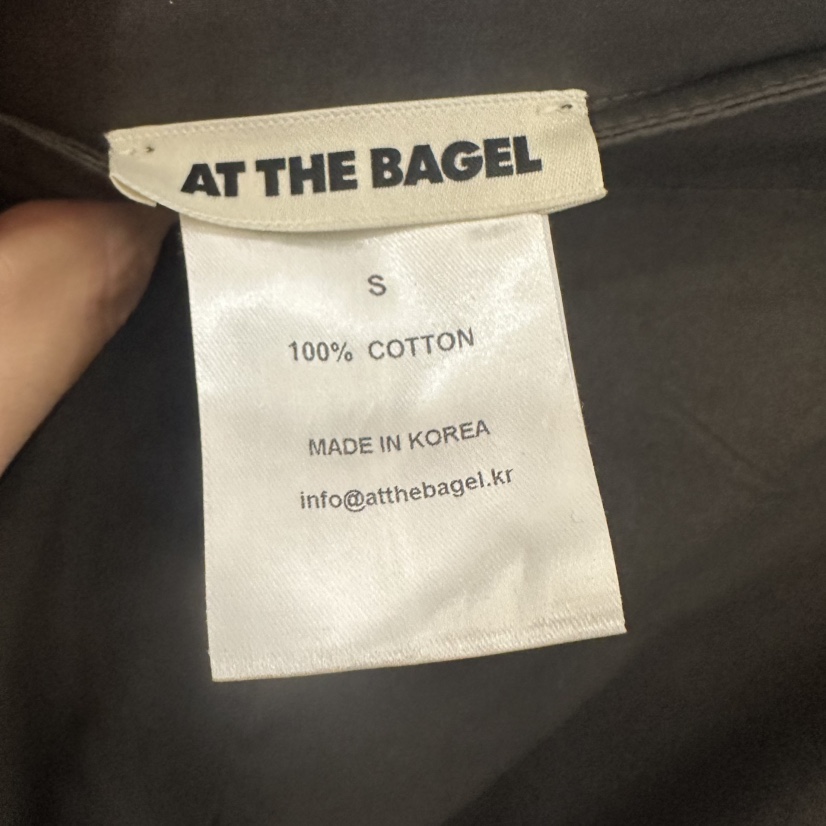 AT THE BAGEL
S
100% COTTON
MADE IN KOREA
info@atthebagel.kr